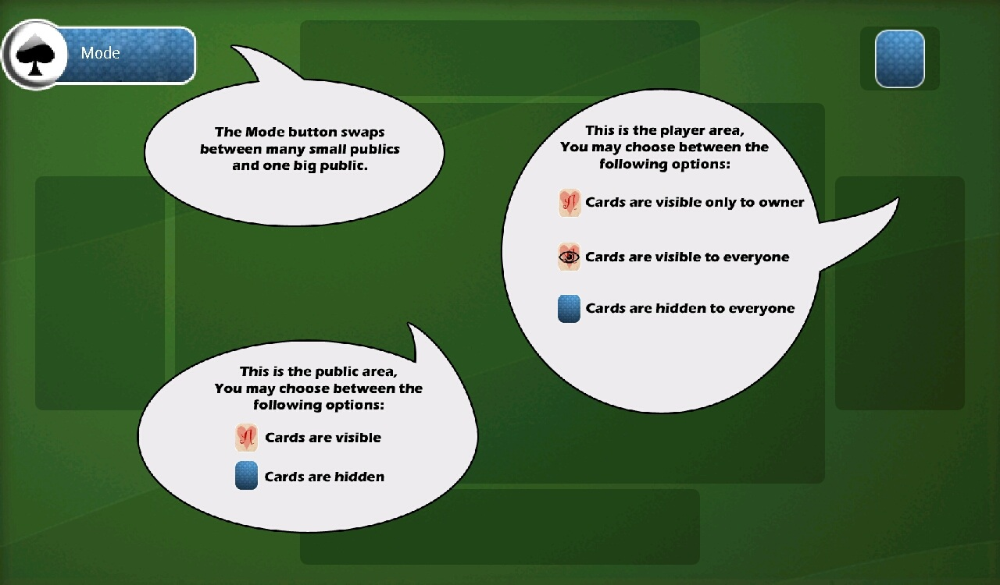 Mode
The Mode button swaps
between many small publics
and one big public.
This is the player area,
You may choose between the
following options:
Cards are visible only to owner
Cards are visible to everyone
Cards are hidden to everyone
This is the public area,
You may choose between the
following options:
Cards are visible
Cards are hidden